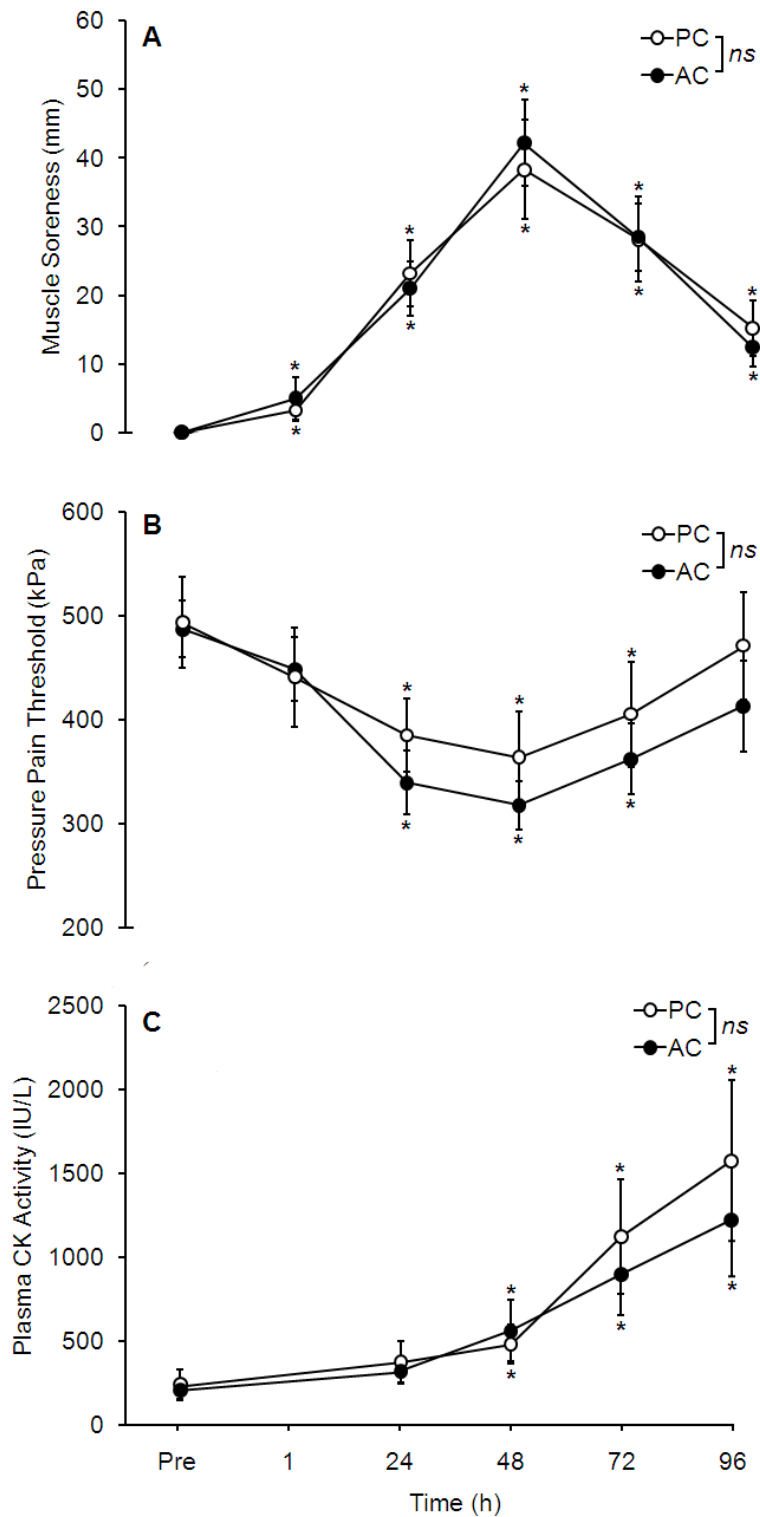 A
PC
AC
ns
60
50
40
30
20
10
0
Muscle Soreness (mm)
* * * * *
* * * * *
B
PC
AC
ns
600
500
400
300
200
Pressure Pain Threshold (kPa)
* * *
* * *
C
PC
AC
ns
2500
2000
1500
1000
500
0
Plasma CK Activity (IU/L)
* * *
* * *
Pre 1 24 48 72 96
Time (h)